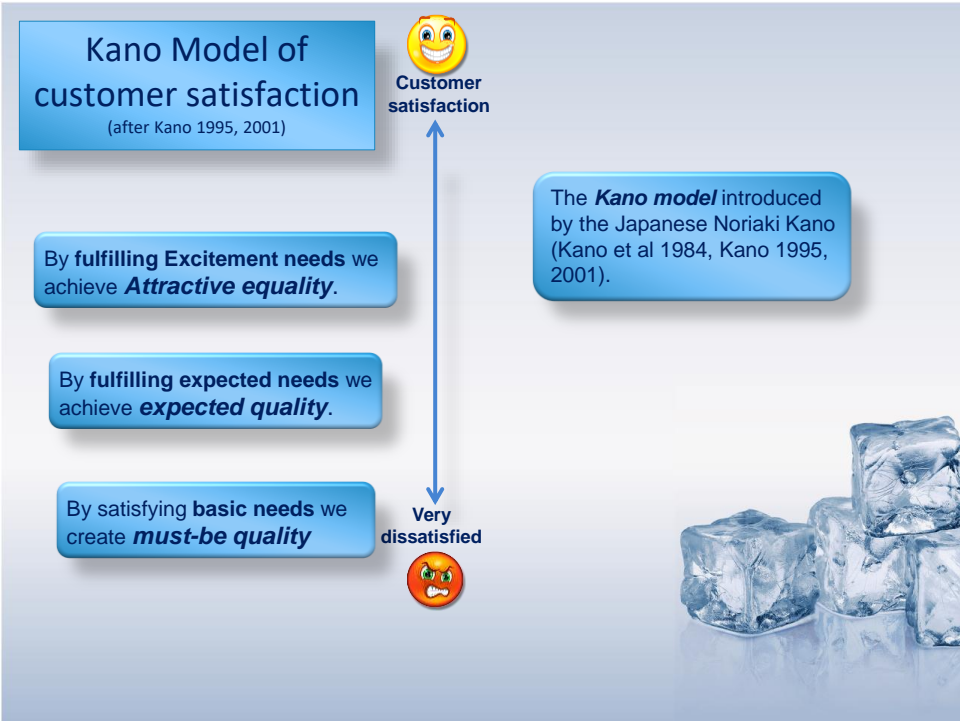 Kano Model of
customer satisfaction
(after Kano 1995, 2001)
Customer
satisfaction
The Kano model introduced
by the Japanese Noriaki Kano
(Kano et al 1984, Kano 1995,
2001).
By fulfilling Excitement needs we
achieve Attractive equality.
By fulfilling expected needs we
achieve expected quality.
By satisfying basic needs we
create must-be quality
Very
dissatisfied